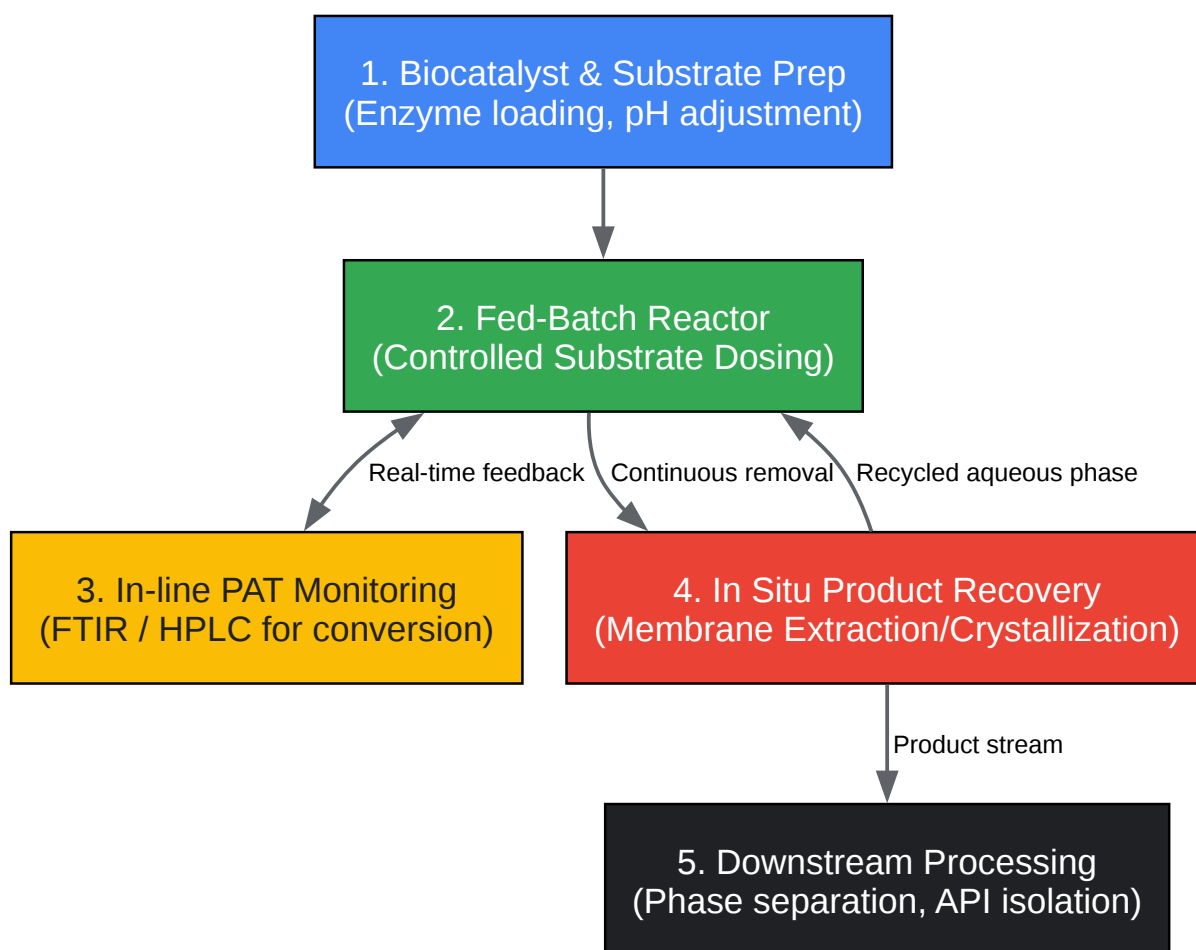 1. Biocatalyst & Substrate Prep
(Enzyme loading, pH adjustment)
2. Fed-Batch Reactor
(Controlled Substrate Dosing)
Real-time feedback
Continuous removal
Recycled aqueous phase
3. In-line PAT Monitoring
(FTIR / HPLC for conversion)
4. In Situ Product Recovery
(Membrane Extraction/Crystallization)
Product stream
5. Downstream Processing
(Phase separation, API isolation)